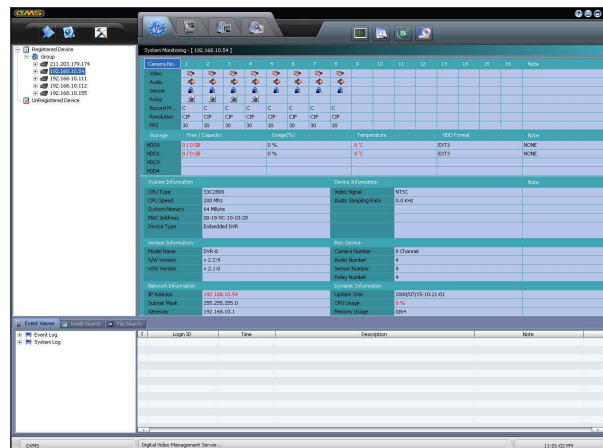 DVMS
Registered Device
Group
211.203.179.174
192.168.10.54
192.168.10.111
192.168.10.112
192.168.10.155
UnRegistered Device
System Monitoring - [ 192.168.10.54 ]
Camera No. 1 2 3 4 5 6 7 8 9 10 11 12 13 14 15 16 Note
Video
Audio
Sensor
Relay
Record M... C C C C C C C C
Resolution CIF CIF CIF CIF CIF CIF CIF CIF
FPS 30 30 30 30 30 30 30 30
Storage Free / Capacity Usage(%) Temperature HDD Format Note
HDD0 0 / 0 GB 0 % 0 °C EXT3 NONE
HDD1 0 / 0 GB 0 % 0 °C EXT3 NONE
HDD3
HDD4
System Information Device Information Note
CPU Type S3C2800 Video Signal NTSC
CPU Speed 200 Mhz Audio Sampling Rate 0.0 KHz
System Memory 64 MByte
MAC Address 00-18-9C-10-10-28
Device Type Embedded DVR
Version Information Max Device
Model Name DVR-8 Camera Number 8 Channel
S/W Version v 2.2:9 Audio Number 4
H/W Version v 2.1:0 Sensor Number 8
Relay Number 4
Network Information Dynamic Information
IP Address 192.168.10.54 Update Time 2008/07/15-10:21:01
Subnet Mask 255.255.255.0 CPU Usage 0 %
Gateway 192.168.10.1 Memory Usage 0/64
Event Viewer Intelli Search File Search
Event Log
System Log
T Login ID Time Description Note
DVMS Digital Video Management Server... 11:01:02 PM